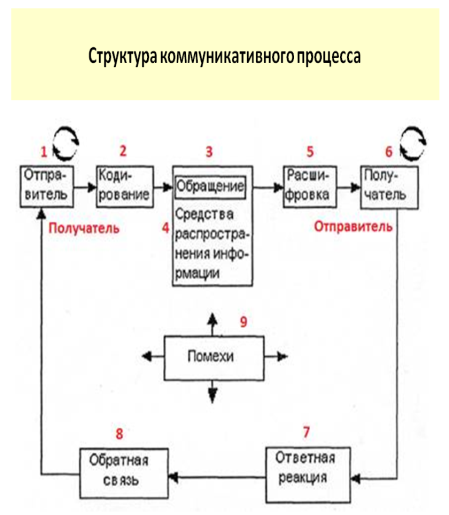 Структура коммуникативного процесса
1
2
3
5
6
Отпра-
витель
Коди-
рование
Обращение
Расши-
фровка
Полу-
чатель
4
Средства
распростра-
нения инфо-
рмации
Получатель
Отправитель
9
Помехи
8
7
Обратная
связь
Ответная
реакция